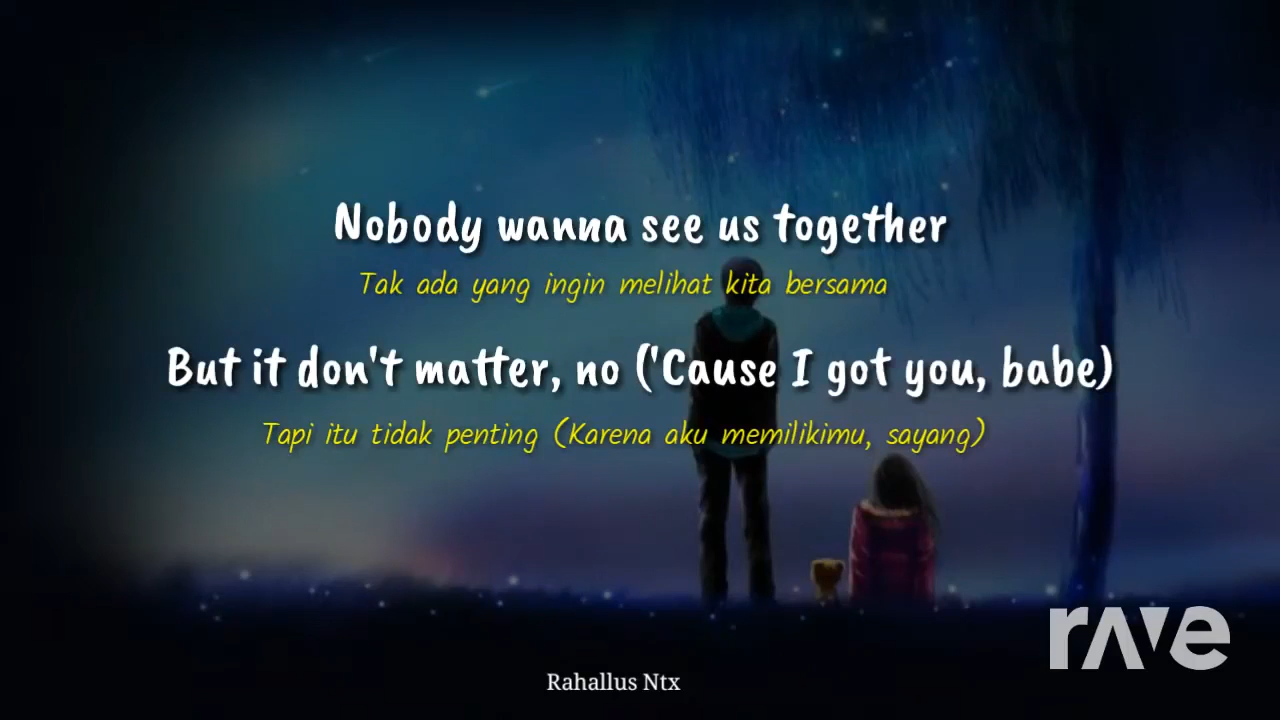 Nobody wanna see us together
Tak ada yang ingin melihat kita bersama
But it don't matter, no ('Cause I got you, babe)
Tapi itu tidak penting (Karena aku memilikimu, sayang)
rave
Rahallus Ntx